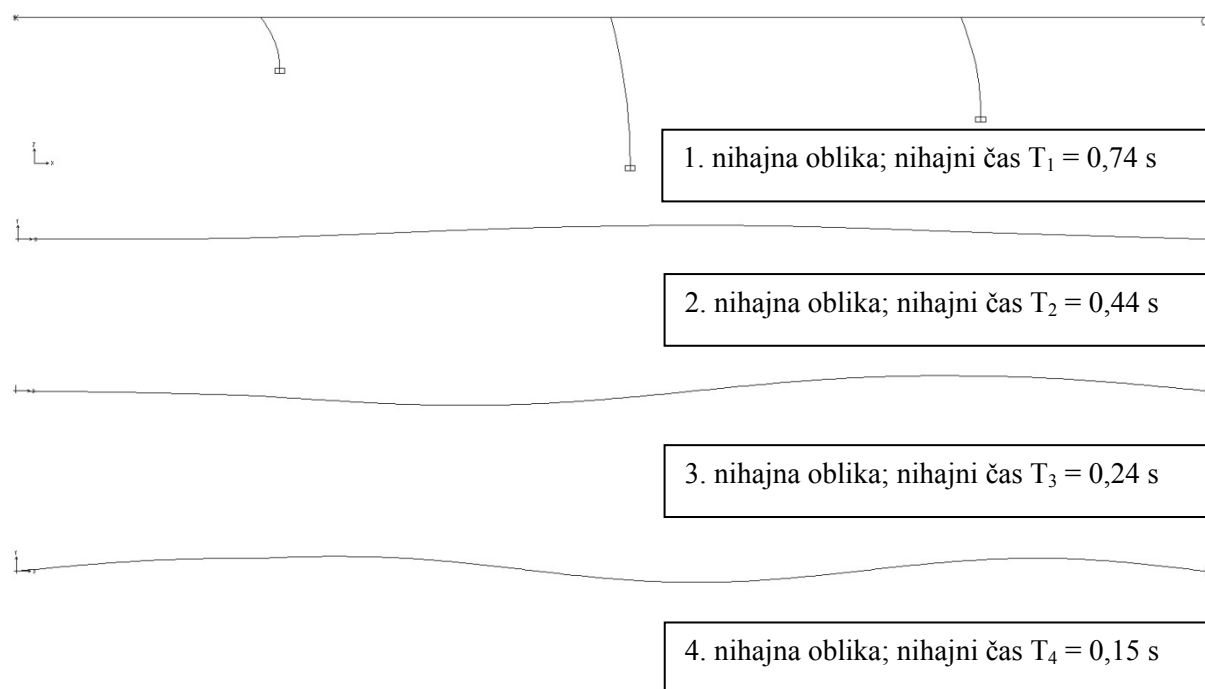 1. nihajna oblika; nihajni čas T₁ = 0,74 s
2. nihajna oblika; nihajni čas T₂ = 0,44 s
3. nihajna oblika; nihajni čas T₃ = 0,24 s
4. nihajna oblika; nihajni čas T₄ = 0,15 s